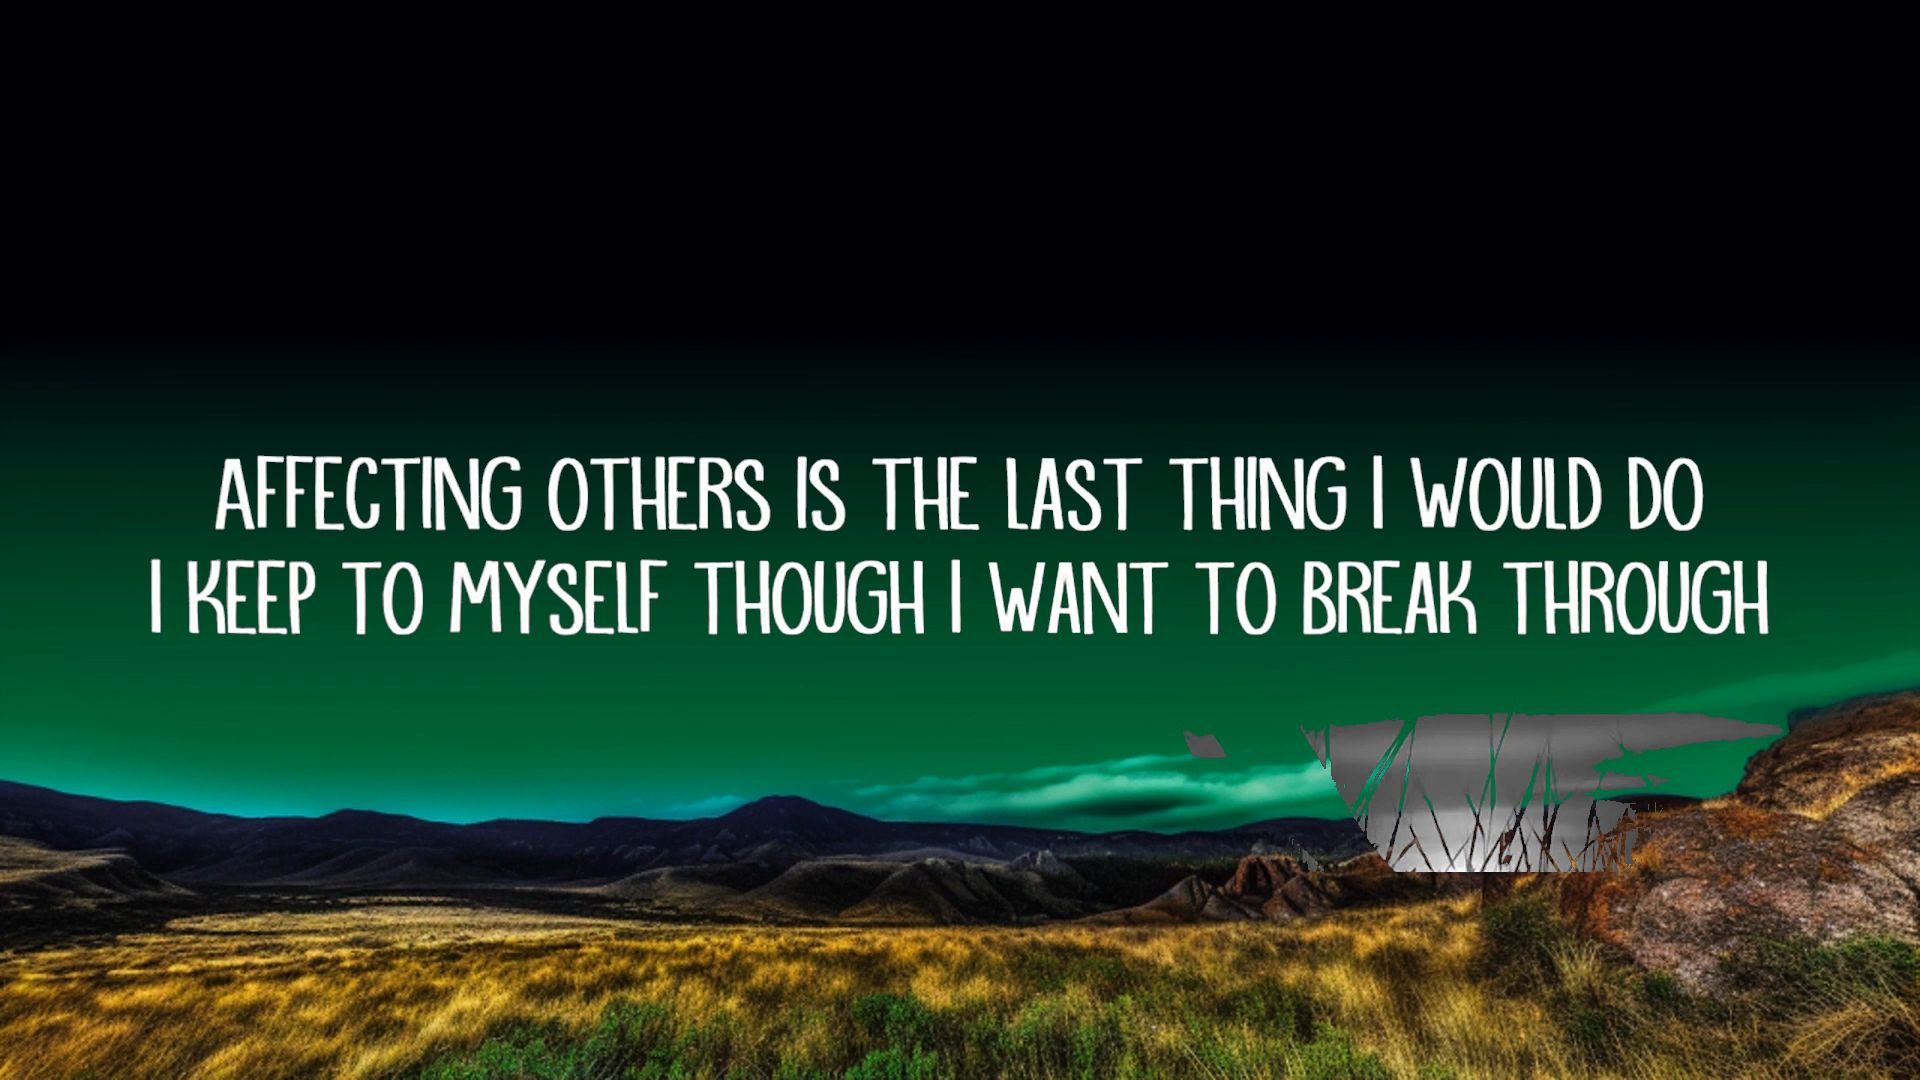 AFFECTING OTHERS IS THE LAST THING I WOULD DO
I KEEP TO MYSELF THOUGH I WANT TO BREAK THROUGH